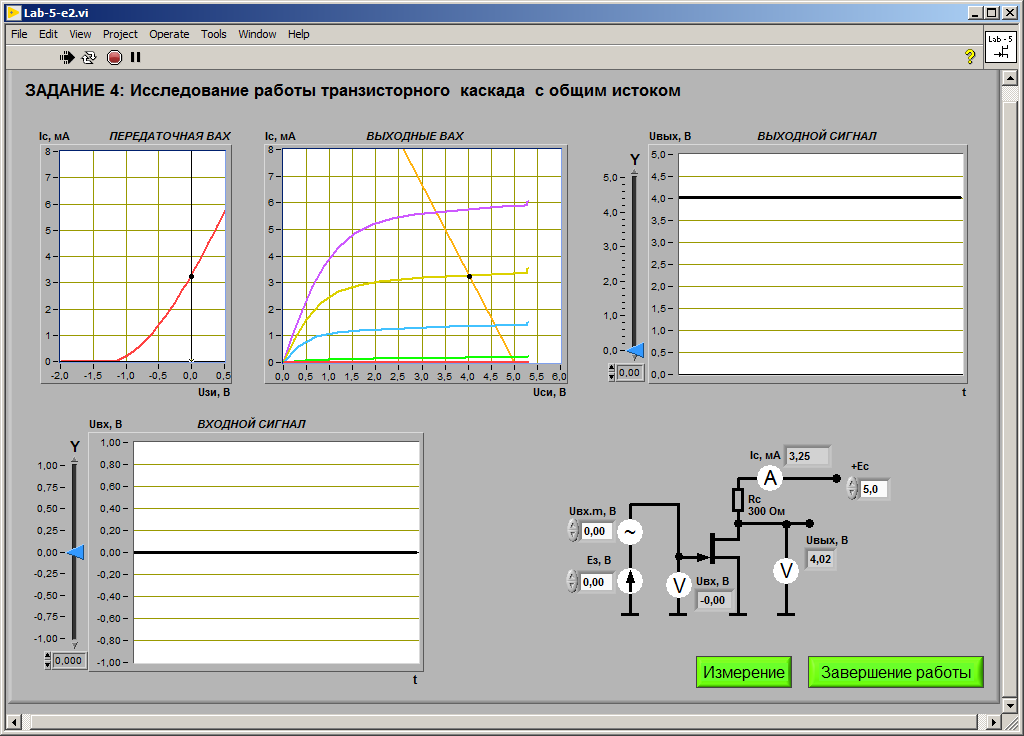 Lab-5-e2.vi
File Edit View Project Operate Tools Window Help
Lab - 5
?
ЗАДАНИЕ 4: Исследование работы транзисторного каскада с общим истоком
Ic, мА ПЕРЕДАТОЧНАЯ ВАХ
8
7
6
5
4
3
2
1
0
-2,0 -1,5 -1,0 -0,5 0,0 0,5
Uзи, В
Ic, мА ВЫХОДНЫЕ ВАХ
8
7
6
5
4
3
2
1
0
0,0 0,5 1,0 1,5 2,0 2,5 3,0 3,5 4,0 4,5 5,0 5,5 6,0
Uси, В
Uвых, В ВЫХОДНОЙ СИГНАЛ
Y
5,0
4,0
3,0
2,0
1,0
0,0
0,00
5,0
4,5
4,0
3,5
3,0
2,5
2,0
1,5
1,0
0,5
0,0
t
Uвх, В ВХОДНОЙ СИГНАЛ
Y
1,00
0,75
0,50
0,25
0,00
-0,25
-0,50
-0,75
-1,00
0,000
1,00
0,80
0,60
0,40
0,20
0,00
-0,20
-0,40
-0,60
-0,80
-1,00
t
Ic, мА 3,25
+Ec
5,0
A
Rc
300 Ом
Uвх.m, В
0,00
~
Eз, В
0,00
V
Uвх, В
-0,00
V
Uвых, В
4,02
Измерение
Завершение работы